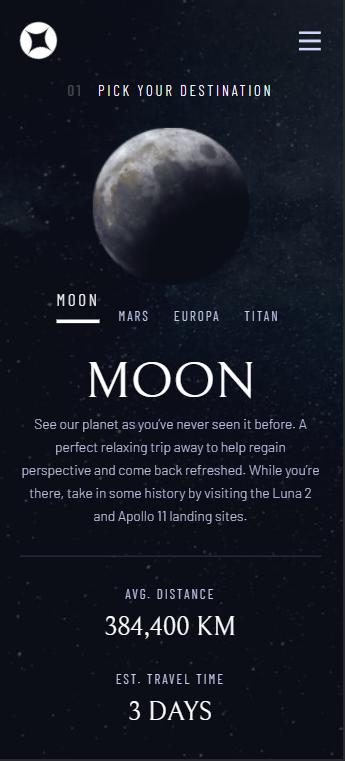 01 PICK YOUR DESTINATION
MOON
MARS EUROPA TITAN
MOON
See our planet as you’ve never seen it before. A
perfect relaxing trip away to help regain
perspective and come back refreshed. While you’re
there, take in some history by visiting the Luna 2
and Apollo 11 landing sites.
AVG. DISTANCE
384,400 KM
EST. TRAVEL TIME
3 DAYS